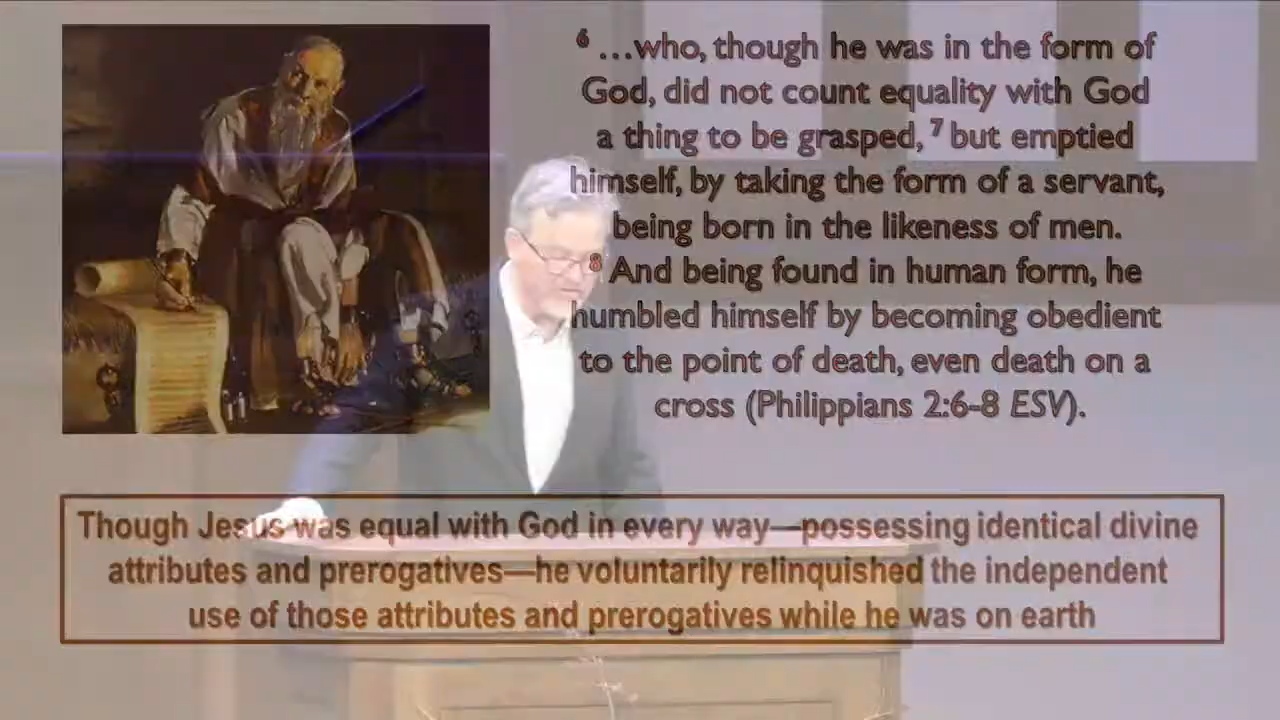 ⁶ …who, though he was in the form of
God, did not count equality with God
a thing to be grasped, ⁷ but emptied
himself, by taking the form of a servant,
being born in the likeness of men.
⁸ And being found in human form, he
humbled himself by becoming obedient
to the point of death, even death on a
cross (Philippians 2:6-8 ESV).
Though Jesus was equal with God in every way—possessing identical divine
attributes and prerogatives—he voluntarily relinquished the independent
use of those attributes and prerogatives while he was on earth